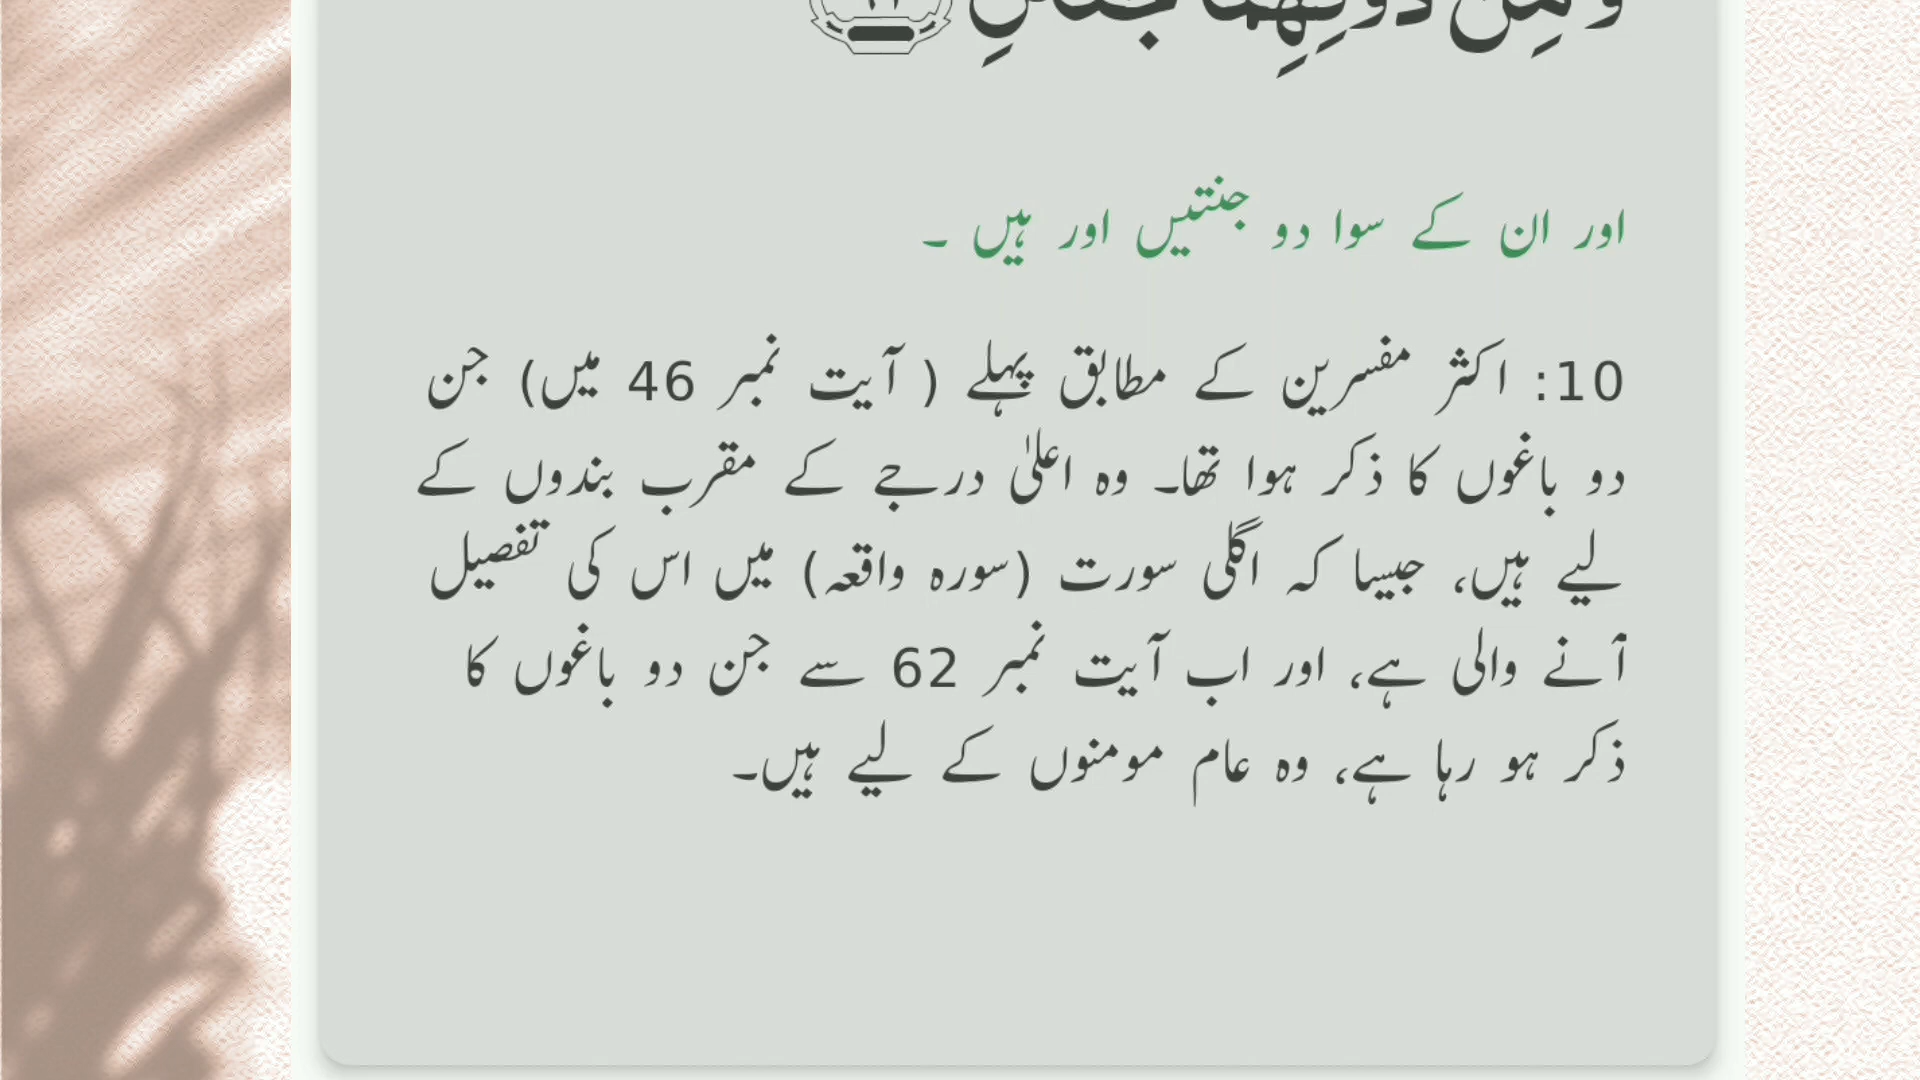 اور ان کے سوا دو جنتیں اور ہیں ۔
10: اکثر مفسرین کے مطابق پہلے ( آیت نمبر 46 میں) جن
دو باغوں کا ذکر ہوا تھا۔ وہ اعلیٰ درجے کے مقرب بندوں کے
لیے ہیں، جیسا کہ اگلی سورت (سورہ واقعہ) میں اس کی تفصیل
آنے والی ہے، اور اب آیت نمبر 62 سے جن دو باغوں کا
ذکر ہو رہا ہے، وہ عام مومنوں کے لیے ہیں۔